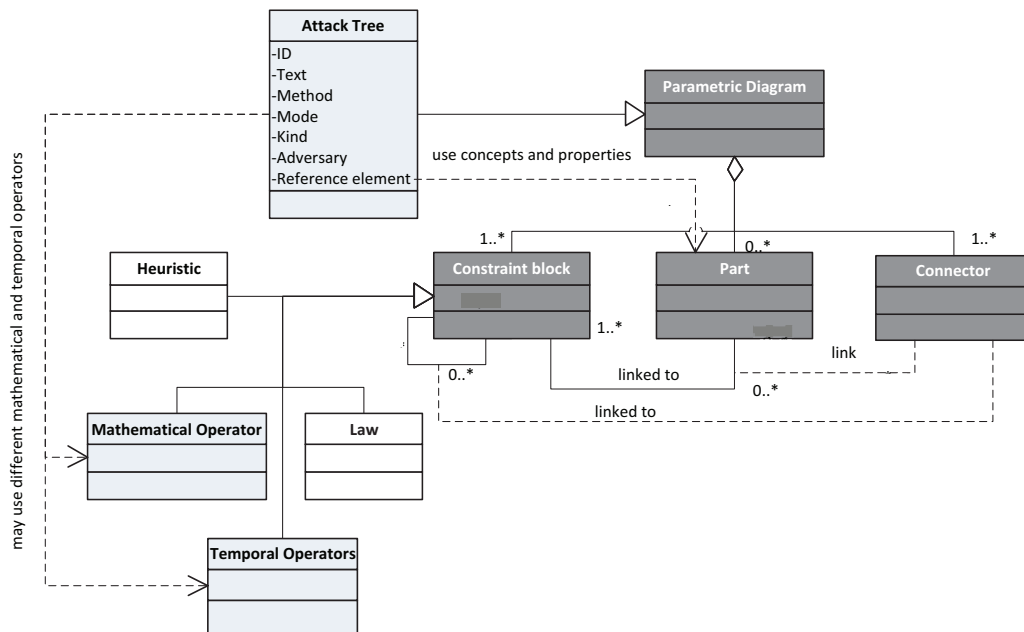 Attack Tree
-ID
-Text
-Method
-Mode
-Kind
-Adversary
-Reference element
Parametric Diagram
use concepts and properties
may use different mathematical and temporal operators
1..*
0..*
1..*
Heuristic
Constraint block
Part
Connector
1..*
0..*
linked to
0..*
link
linked to
Mathematical Operator
Law
Temporal Operators